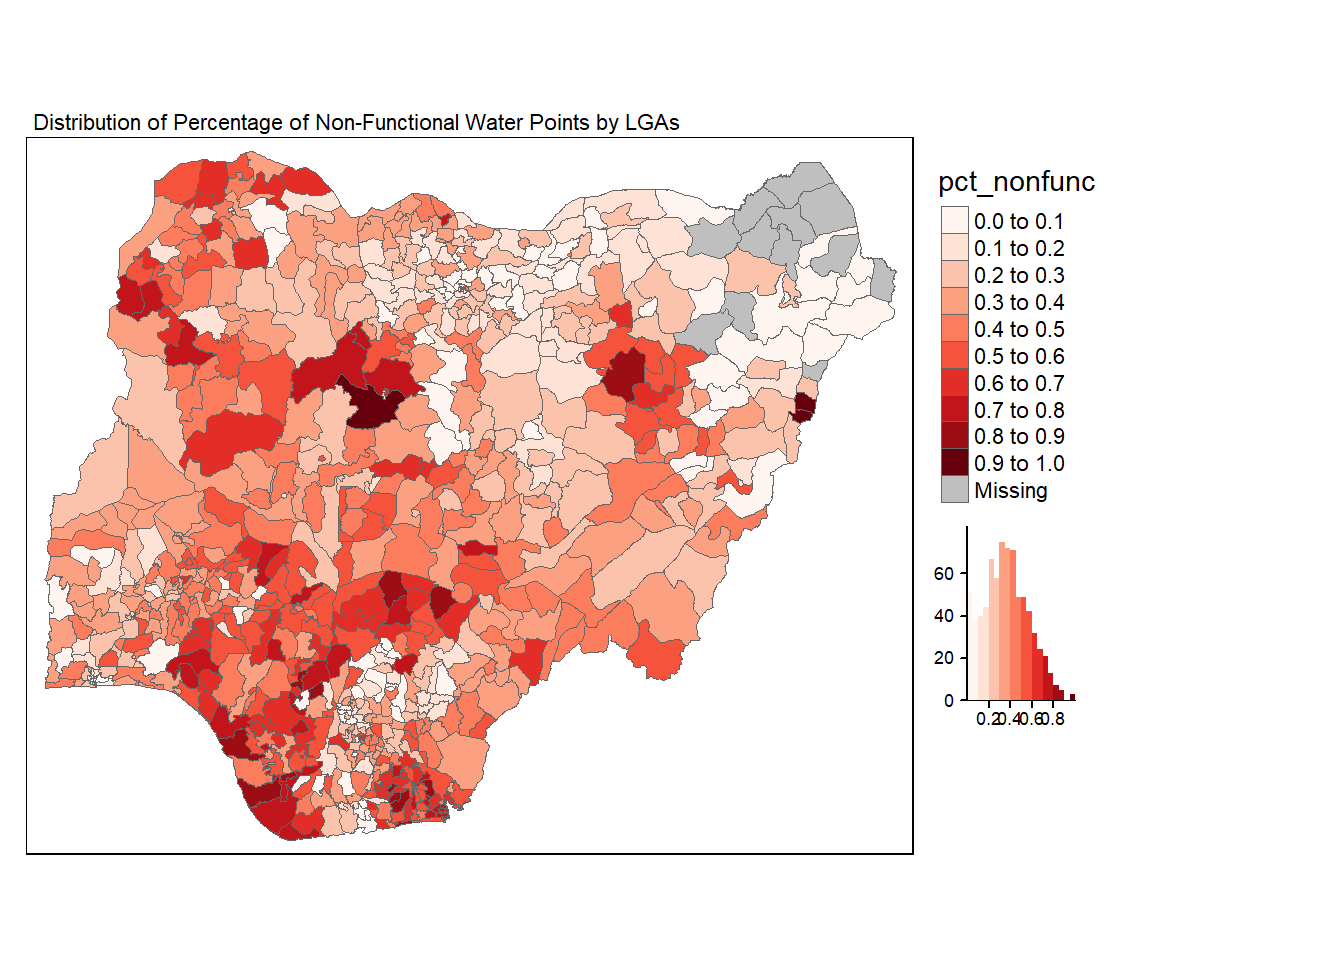 Distribution of Percentage of Non-Functional Water Points by LGAs
pct_nonfunc
0.0 to 0.1
0.1 to 0.2
0.2 to 0.3
0.3 to 0.4
0.4 to 0.5
0.5 to 0.6
0.6 to 0.7
0.7 to 0.8
0.8 to 0.9
0.9 to 1.0
Missing
60
40
20
0
0.2 0.4 0.6 0.8